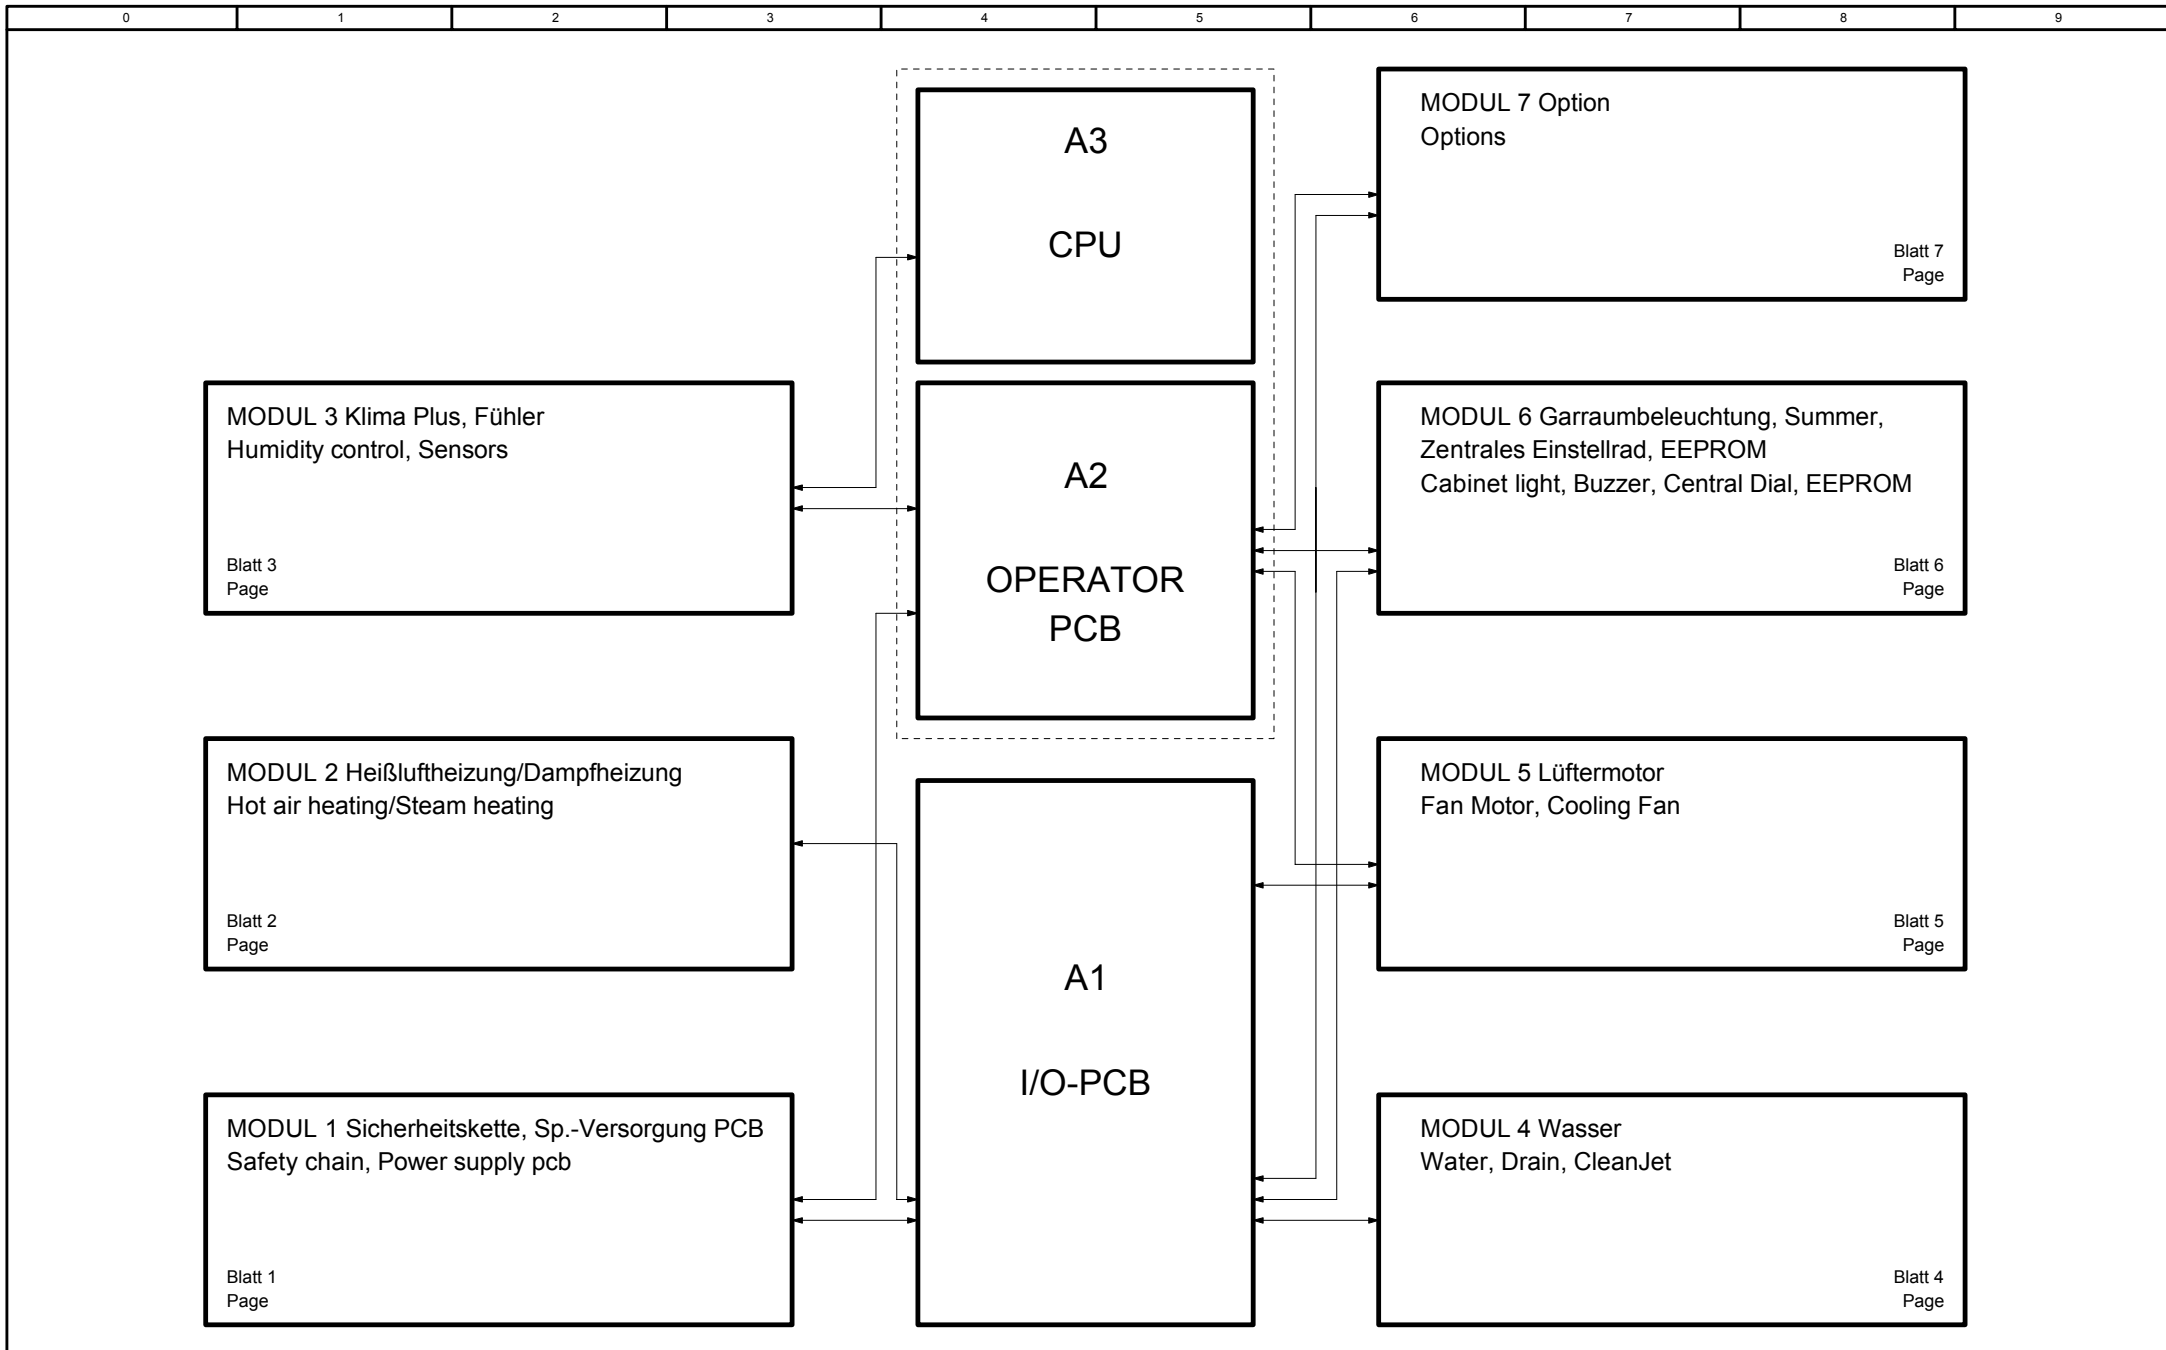 0 1 2 3 4 5 6 7 8 9
A3
CPU
MODUL 7 Option
Options
Blatt 7
Page
MODUL 3 Klima Plus, Fühler
Humidity control, Sensors
Blatt 3
Page
A2
OPERATOR
PCB
MODUL 6 Garraumbeleuchtung, Summer,
Zentrales Einstellrad, EEPROM
Cabinet light, Buzzer, Central Dial, EEPROM
Blatt 6
Page
MODUL 2 Heißluftheizung/Dampfheizung
Hot air heating/Steam heating
Blatt 2
Page
A1
I/O-PCB
MODUL 5 Lüftermotor
Fan Motor, Cooling Fan
Blatt 5
Page
MODUL 1 Sicherheitskette, Sp.-Versorgung PCB
Safety chain, Power supply pcb
Blatt 1
Page
MODUL 4 Wasser
Water, Drain, CleanJet
Blatt 4
Page